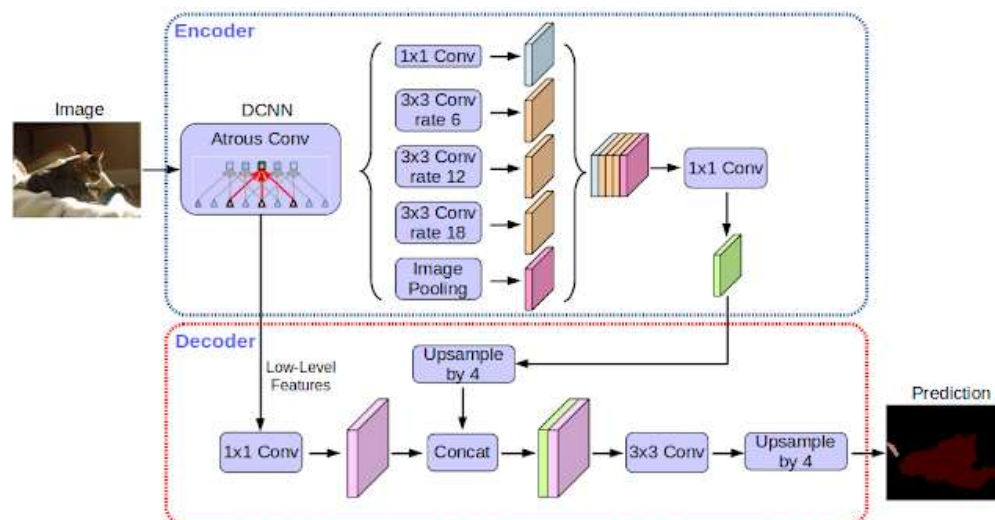 Encoder
Image
DCNN
Atrous Conv
1x1 Conv
3x3 Conv
rate 6
3x3 Conv
rate 12
3x3 Conv
rate 18
Image
Pooling
1x1 Conv
Decoder
Low-Level
Features
Upsample
by 4
1x1 Conv
Concat
3x3 Conv
Upsample
by 4
Prediction